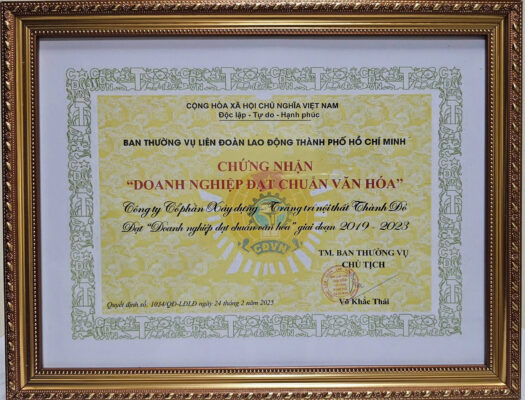 CỘNG HÒA XÃ HỘI CHỦ NGHĨA VIỆT NAM
Độc lập - Tự do - Hạnh phúc
BAN THƯỜNG VỤ LIÊN ĐOÀN LAO ĐỘNG THÀNH PHỐ HỒ CHÍ MINH
CHỨNG NHẬN
“DOANH NGHIỆP ĐẠT CHUẨN VĂN HÓA”
Công ty Cổ phần Xây dựng - Trang trí nội thất Thành Đô
Đạt “Doanh nghiệp đạt chuẩn văn hóa” giai đoạn 2019 - 2023
CĐVN
TM. BAN THƯỜNG VỤ
CHỦ TỊCH
Võ Khắc Thái
Quyết định số: 1034/QĐ-LĐLĐ ngày 24 tháng 2 năm 2023